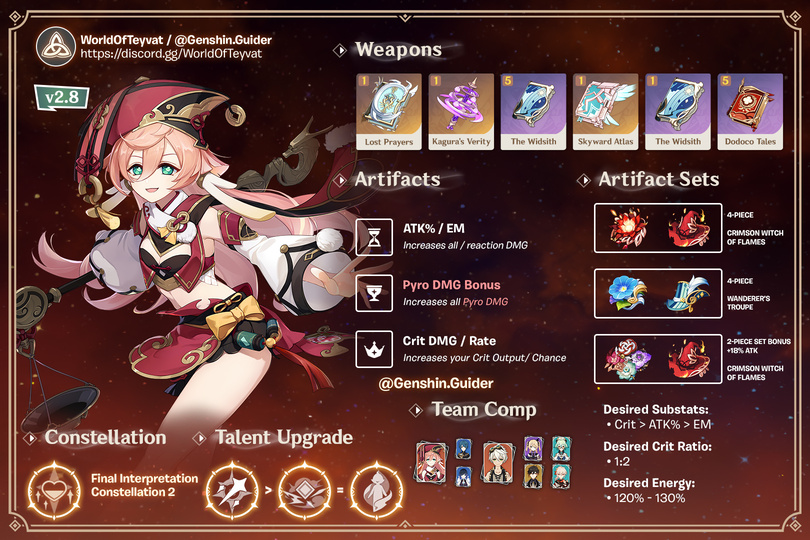 WorldOfTeyvat / @Genshin.Guider
https://discord.gg/WorldOfTeyvat
v2.8
Weapons
1
1
5
1
1
5
Lost Prayers
Kagura's Verity
The Widsith
Skyward Atlas
The Widsith
Dodoco Tales
Artifacts
ATK% / EM
Increases all / reaction DMG
Pyro DMG Bonus
Increases all Pyro DMG
Crit DMG / Rate
Increases your Crit Output/ Chance
@Genshin.Guider
Artifact Sets
4-PIECE
CRIMSON WITCH
OF FLAMES
4-PIECE
WANDERER'S
TROUPE
2-PIECE SET BONUS
+18% ATK
CRIMSON WITCH
OF FLAMES
Team Comp
Desired Substats:
• Crit > ATK% > EM
Desired Crit Ratio:
• 1:2
Desired Energy:
• 120% - 130%
Constellation
Final Interpretation
Constellation 2
Talent Upgrade
> =